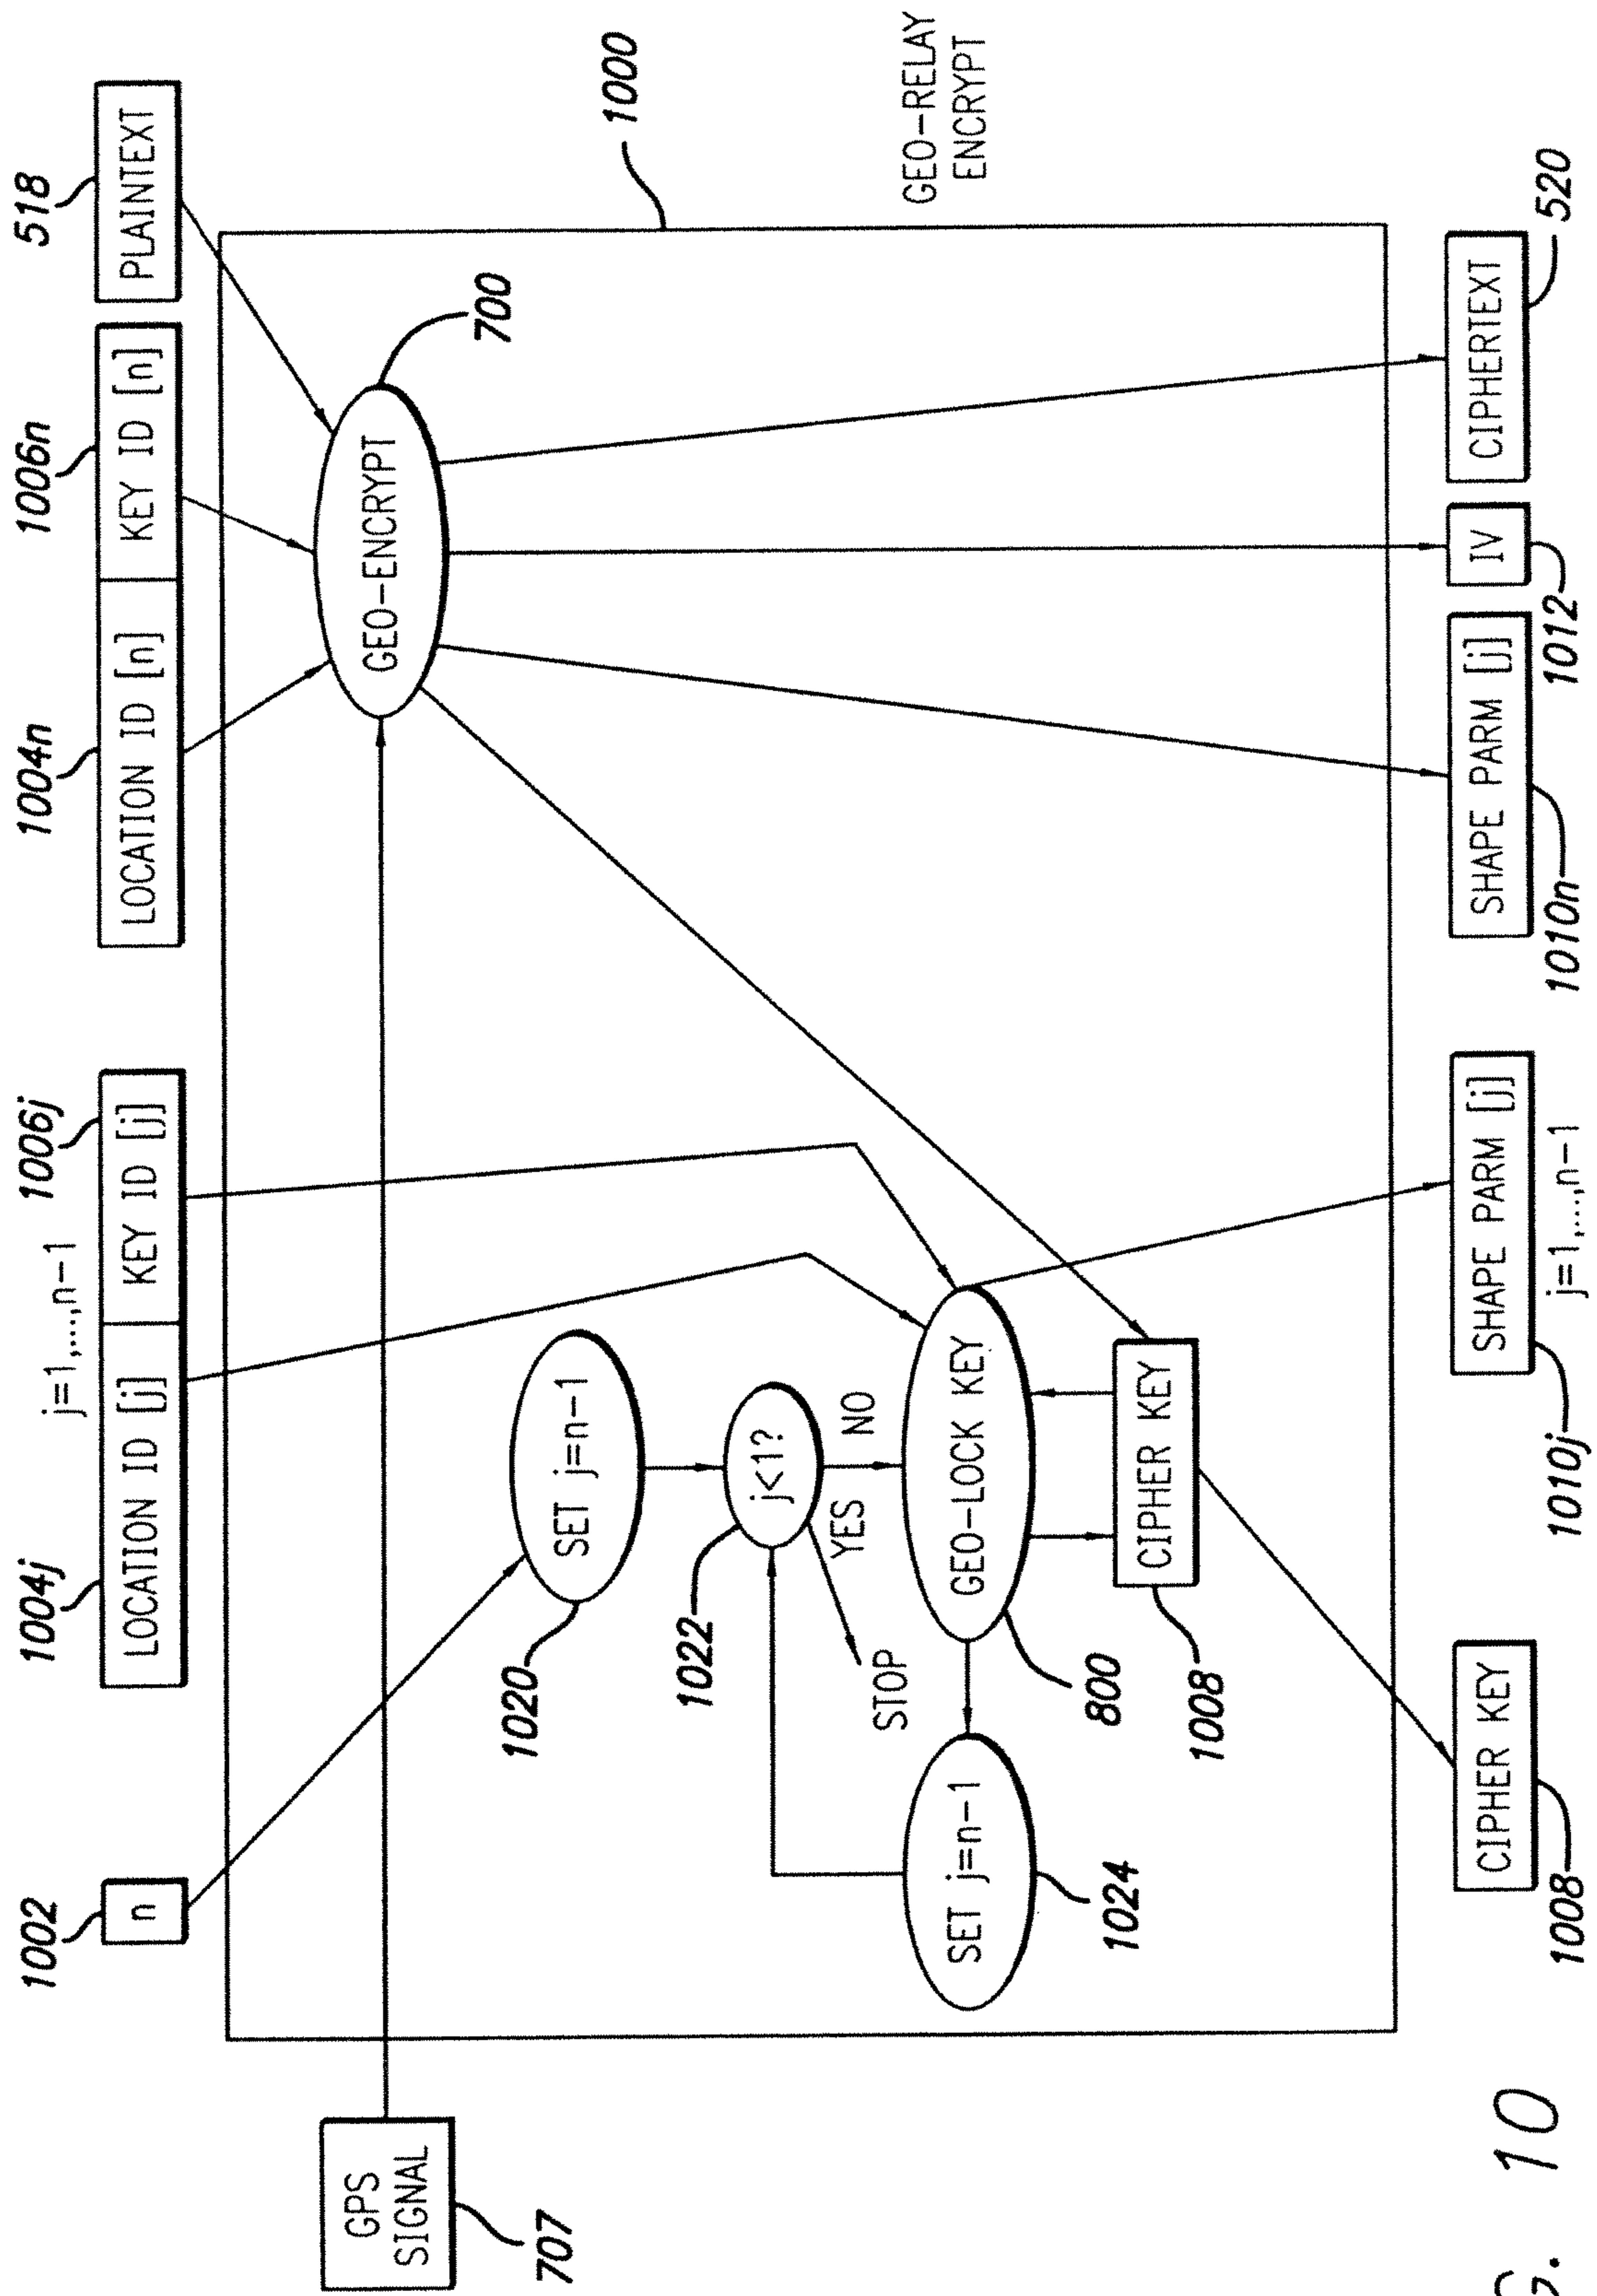 1002
1004j
j=1,...,n-1
1006j
1004n
1006n
518
n
LOCATION ID [j]
KEY ID [j]
LOCATION ID [n]
KEY ID [n]
PLAINTEXT
GPS
SIGNAL
707
GEO-ENCRYPT
700
1000
SET j=n-1
1020
j<1?
1022
YES
NO
STOP
GEO-RELAY
ENCRYPT
SET j=n-1
1024
GEO-LOCK KEY
800
CIPHER KEY
1008
CIPHER KEY
1008
SHAPE PARM [j]
1010j
j=1,...,n-1
SHAPE PARM [j]
1010n
IV
1012
CIPHERTEXT
520
10